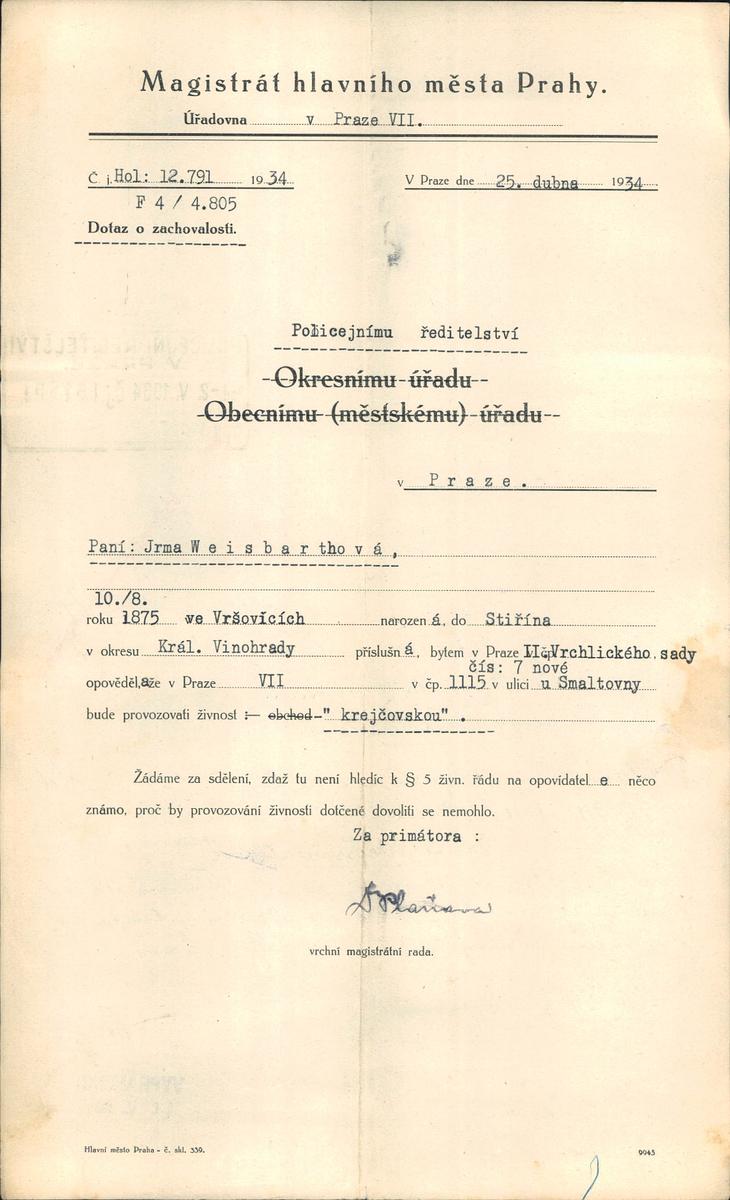 Magistrát hlavního města Prahy.
Úřadovna v Praze VII.
Č j. Hol: 12.791 1934
V Praze dne 25. dubna 1934
F 4 / 4.805
Dotaz o zachovalosti.
Policejnímu ředitelství
Okresnímu úřadu
Obecnímu (městskému) úřadu
v Praze.
Paní: Jrma Weisbarthová,
10./8.
roku 1875 ve Vršovicích narozená, do Stiřína
v okresu Král. Vinohrady příslušná, bytem v Praze II Vrchlického sady
čís: 7 nové
opověděl,aže v Praze VII v čp. 1115 v ulici u Smaltovny
bude provozovati živnost :— obchod -" krejčovskou" .
Žádáme za sdělení, zdaž tu není hledíc k § 5 živn. řádu na opovídatele něco
známo, proč by provozování živnosti dotčené dovoliti se nemohlo.
Za primátora :
vrchní magistrátní rada.
Hlavní město Praha - č. skl. 339.
9945